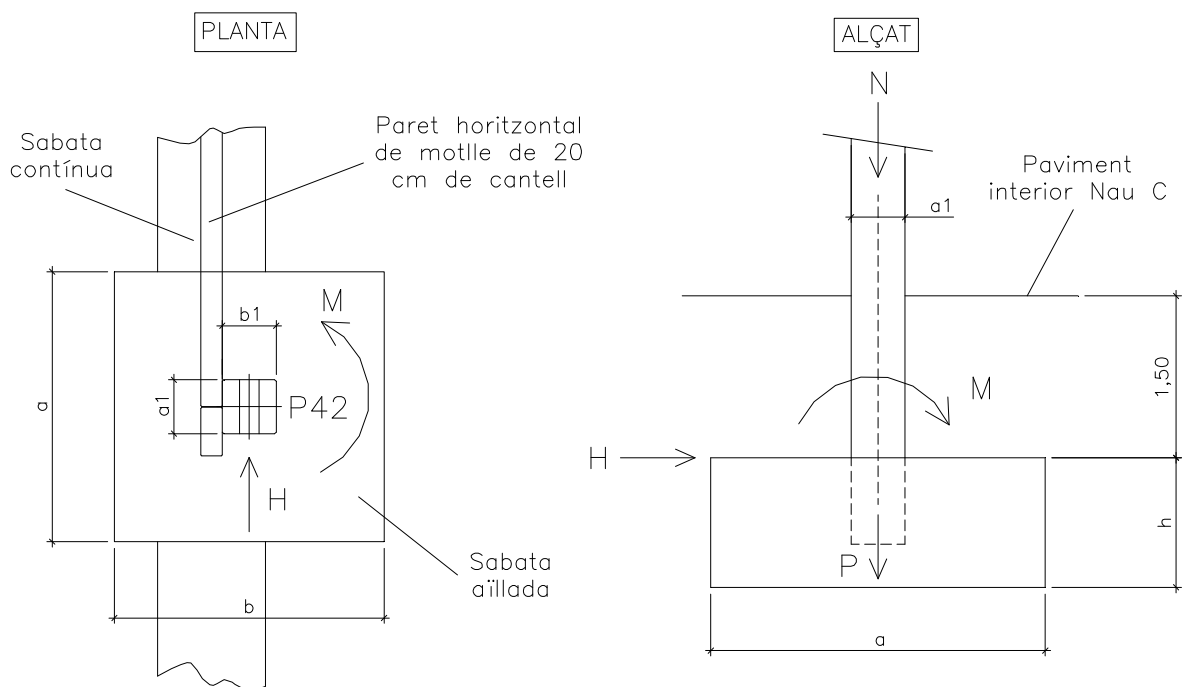 PLANTA
Sabata
contínua
Paret horitzontal
de motlle de 20
cm de cantell
M
b1
a1
P42
a
H
Sabata
aïllada
b
ALÇAT
N
Paviment
interior Nau C
a1
1,50
M
H
h
P
a